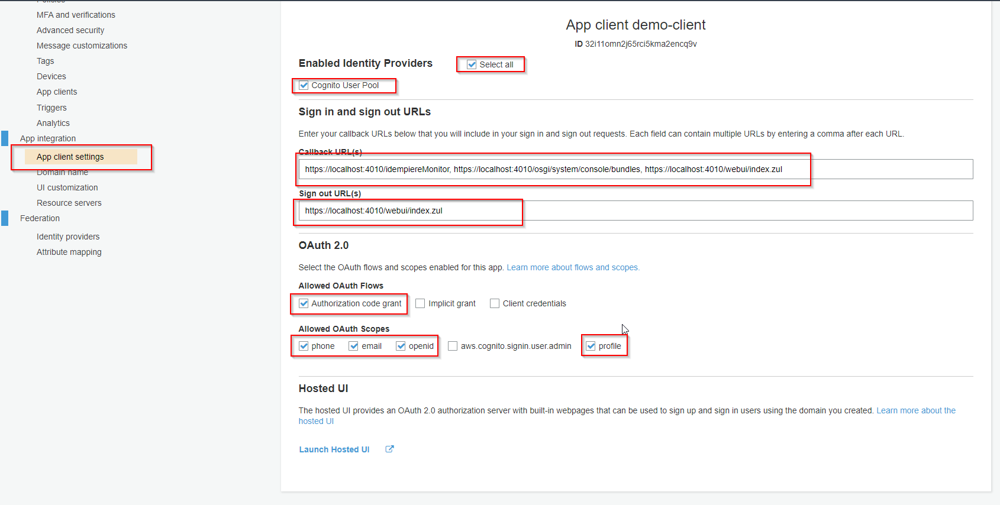 Policies
MFA and verifications
Advanced security
Message customizations
Tags
Devices
App clients
Triggers
Analytics
App integration
App client settings
Domain name
UI customization
Resource servers
Federation
Identity providers
Attribute mapping
App client demo-client
ID 32i11omn2j65rci5kma2encq9v
Enabled Identity Providers Select all
Cognito User Pool
Sign in and sign out URLs
Enter your callback URLs below that you will include in your sign in and sign out requests. Each field can contain multiple URLs by entering a comma after each URL.
Callback URL(s)
https://localhost:4010/idempiereMonitor, https://localhost:4010/osgi/system/console/bundles, https://localhost:4010/webui/index.zul
Sign out URL(s)
https://localhost:4010/webui/index.zul
OAuth 2.0
Select the OAuth flows and scopes enabled for this app. Learn more about flows and scopes.
Allowed OAuth Flows
Authorization code grant Implicit grant Client credentials
Allowed OAuth Scopes
phone email openid aws.cognito.signin.user.admin profile
Hosted UI
The hosted UI provides an OAuth 2.0 authorization server with built-in webpages that can be used to sign up and sign in users using the domain you created. Learn more about the
hosted UI
Launch Hosted UI